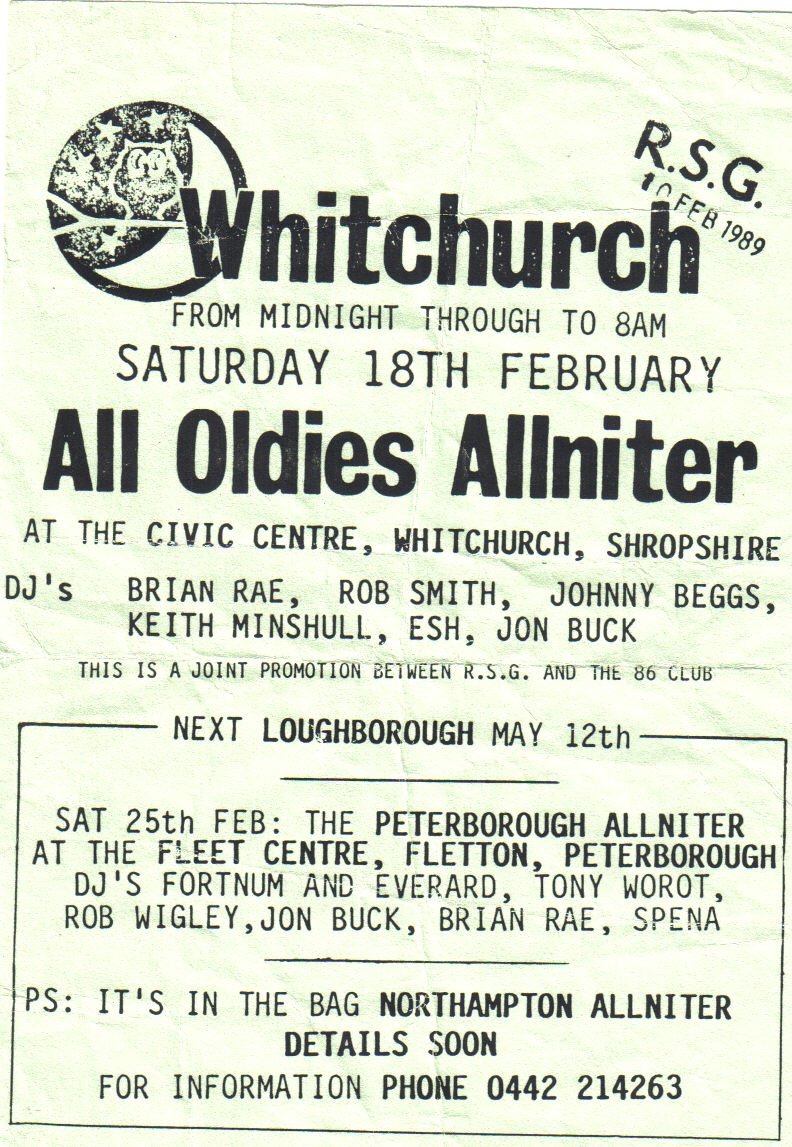 R.S.G.
10 FEB 1989
Whitchurch
FROM MIDNIGHT THROUGH TO 8AM
SATURDAY 18TH FEBRUARY
All Oldies Allniter
AT THE CIVIC CENTRE, WHITCHURCH, SHROPSHIRE
DJ's BRIAN RAE, ROB SMITH, JOHNNY BEGGS,
KEITH MINSHULL, ESH, JON BUCK
THIS IS A JOINT PROMOTION BETWEEN R.S.G. AND THE 86 CLUB
NEXT LOUGHBOROUGH MAY 12th
SAT 25th FEB: THE PETERBOROUGH ALLNITER
AT THE FLEET CENTRE, FLETTON, PETERBOROUGH
DJ'S FORTNUM AND EVERARD, TONY WOROT,
ROB WIGLEY,JON BUCK, BRIAN RAE, SPENA
PS: IT'S IN THE BAG NORTHAMPTON ALLNITER
DETAILS SOON
FOR INFORMATION PHONE 0442 214263